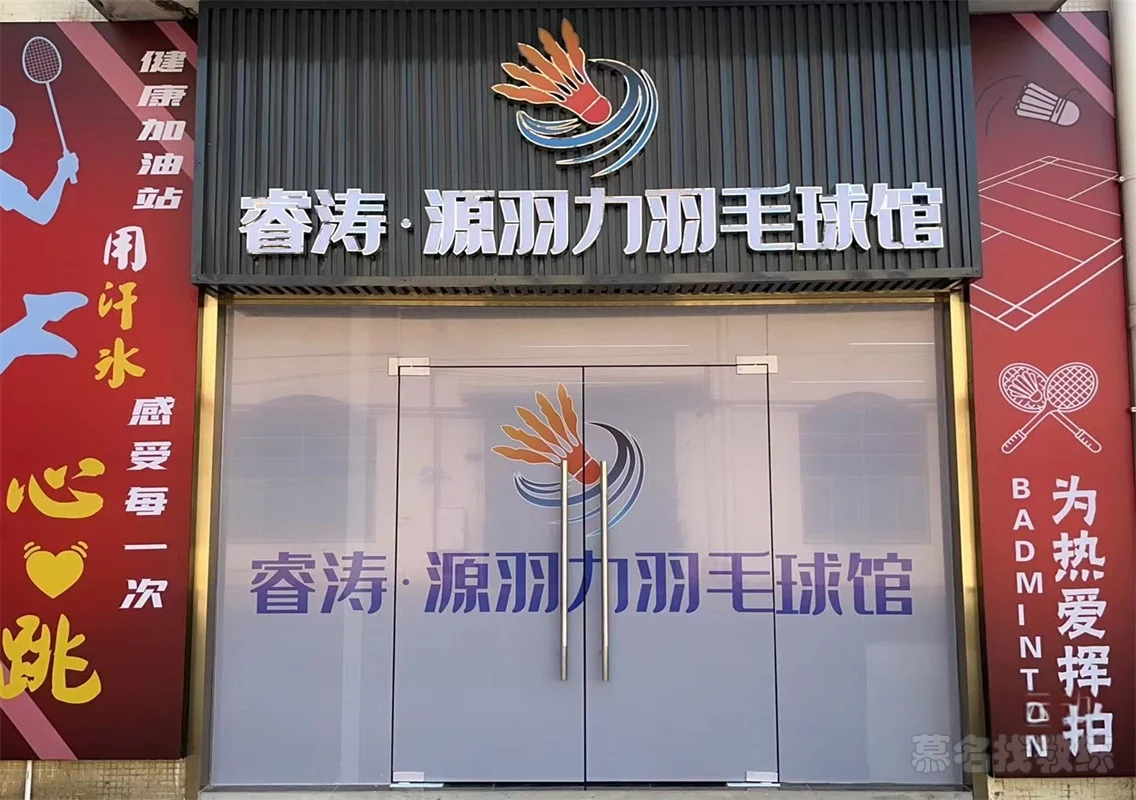 健康加油站
用汗水
感受每一次
心跳
睿涛·源羽力羽毛球馆
睿涛·源羽力羽毛球馆
BADMINTON
为热爱挥拍
慕名找教练